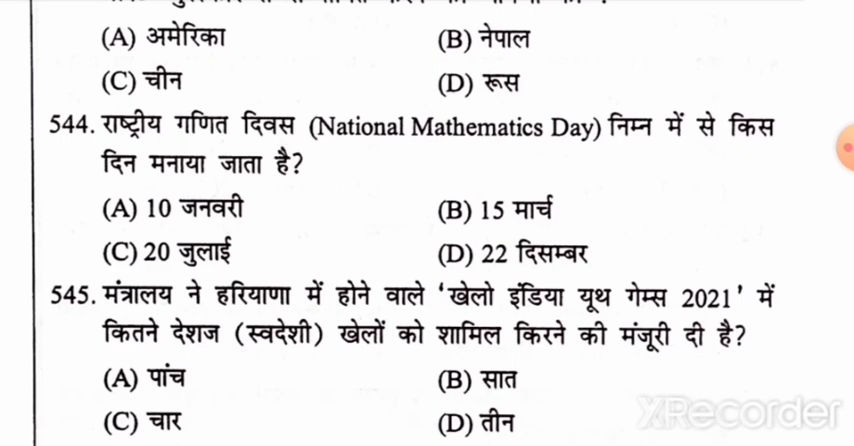 (A) अमेरिका (B) नेपाल
(C) चीन (D) रूस
544. राष्ट्रीय गणित दिवस (National Mathematics Day) निम्न में से किस
दिन मनाया जाता है?
(A) 10 जनवरी (B) 15 मार्च
(C) 20 जुलाई (D) 22 दिसम्बर
545. मंत्रालय ने हरियाणा में होने वाले 'खेलो इंडिया यूथ गेम्स 2021' में
कितने देशज (स्वदेशी) खेलों को शामिल किरने की मंजूरी दी है?
(A) पांच (B) सात
(C) चार (D) तीन
XRecorder